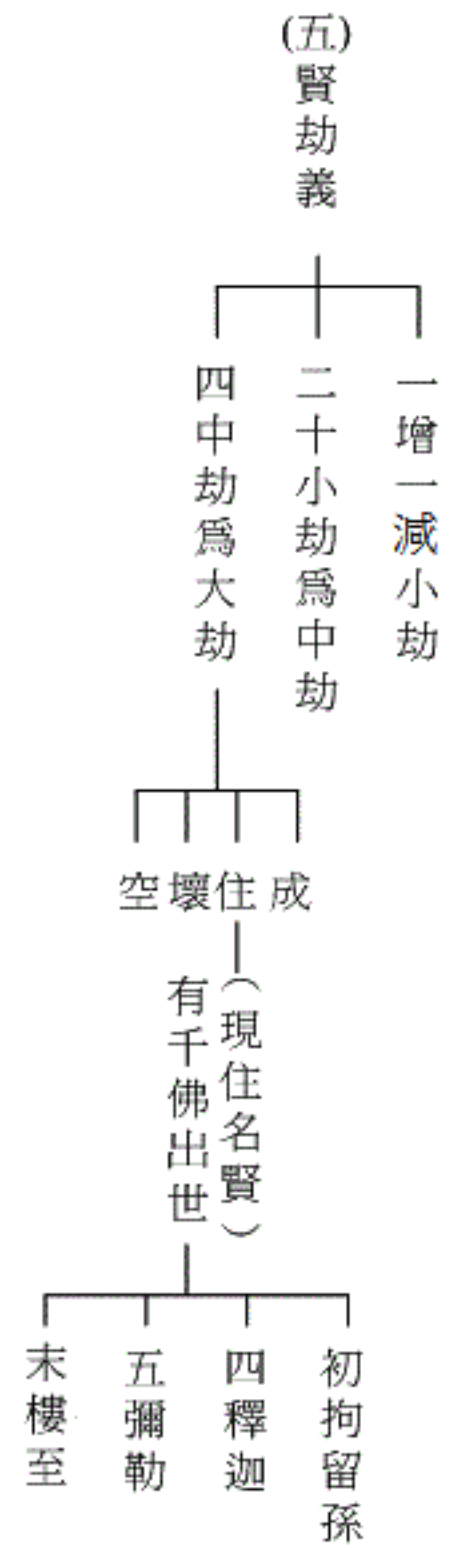 (五)賢劫義
一增一減小劫
二十小劫爲中劫
四中劫爲大劫
成
住
壞
空
（現住名賢）
有千佛出世
初拘留孫
四釋迦
五彌勒
末樓至